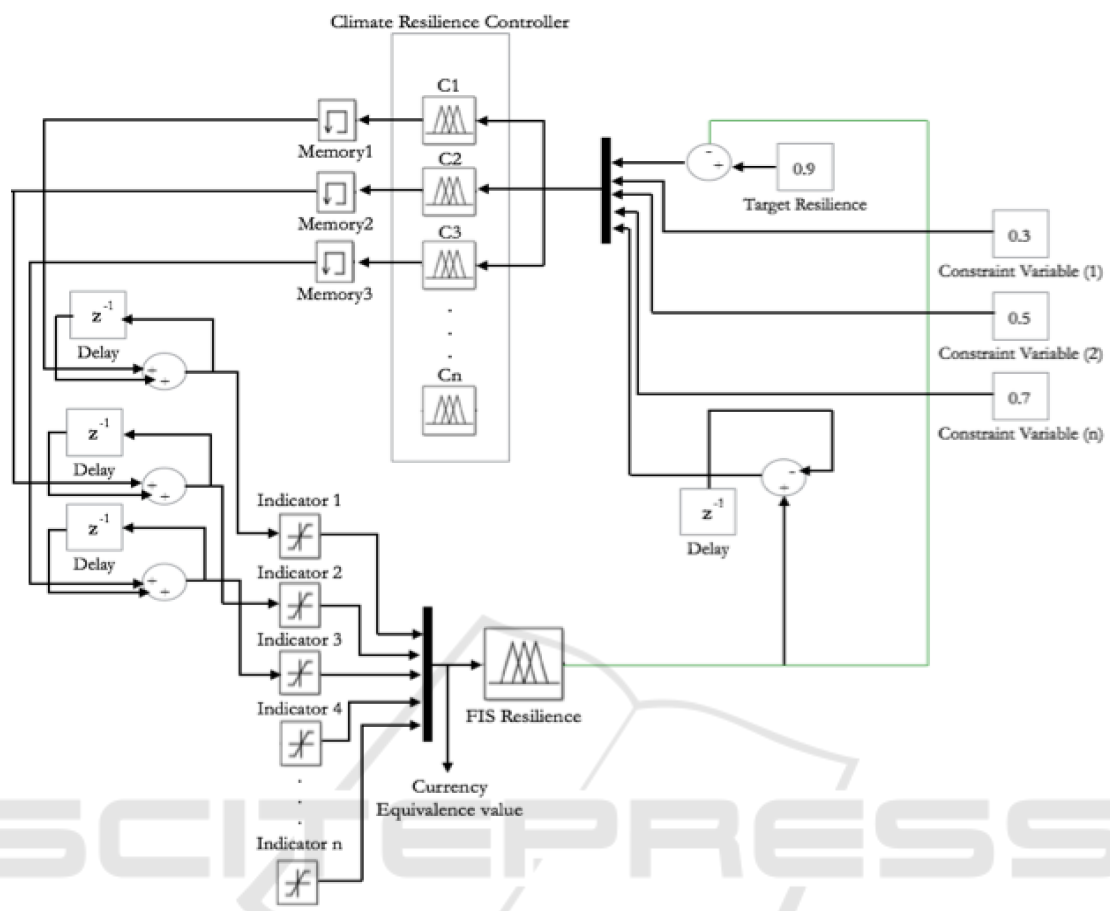 Climate Resilience Controller
C1
Memory1
C2
Memory2
C3
Memory3
.
.
.
Cn
- +
0.9
Target Resilience
0.3
Constraint Variable (1)
0.5
Constraint Variable (2)
0.7
Constraint Variable (n)
z-1
Delay
+
+
z-1
Delay
+
+
z-1
Delay
+
+
-
+
z-1
Delay
Indicator 1
Indicator 2
Indicator 3
Indicator 4
.
.
.
Indicator n
FIS Resilience
Currency
Equivalence value
SCITEPRESS